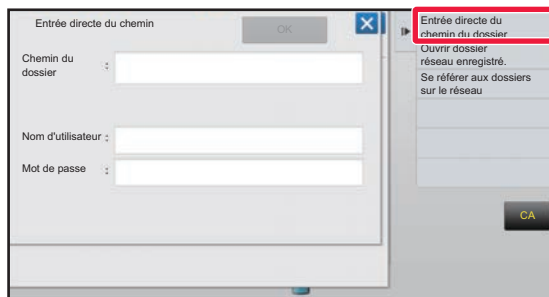 Entrée directe du chemin
OK
Chemin du
dossier :
Nom d'utilisateur :
Mot de passe :
Entrée directe du
chemin du dossier
Ouvrir dossier
réseau enregistré.
Se référer aux dossiers
sur le réseau
CA